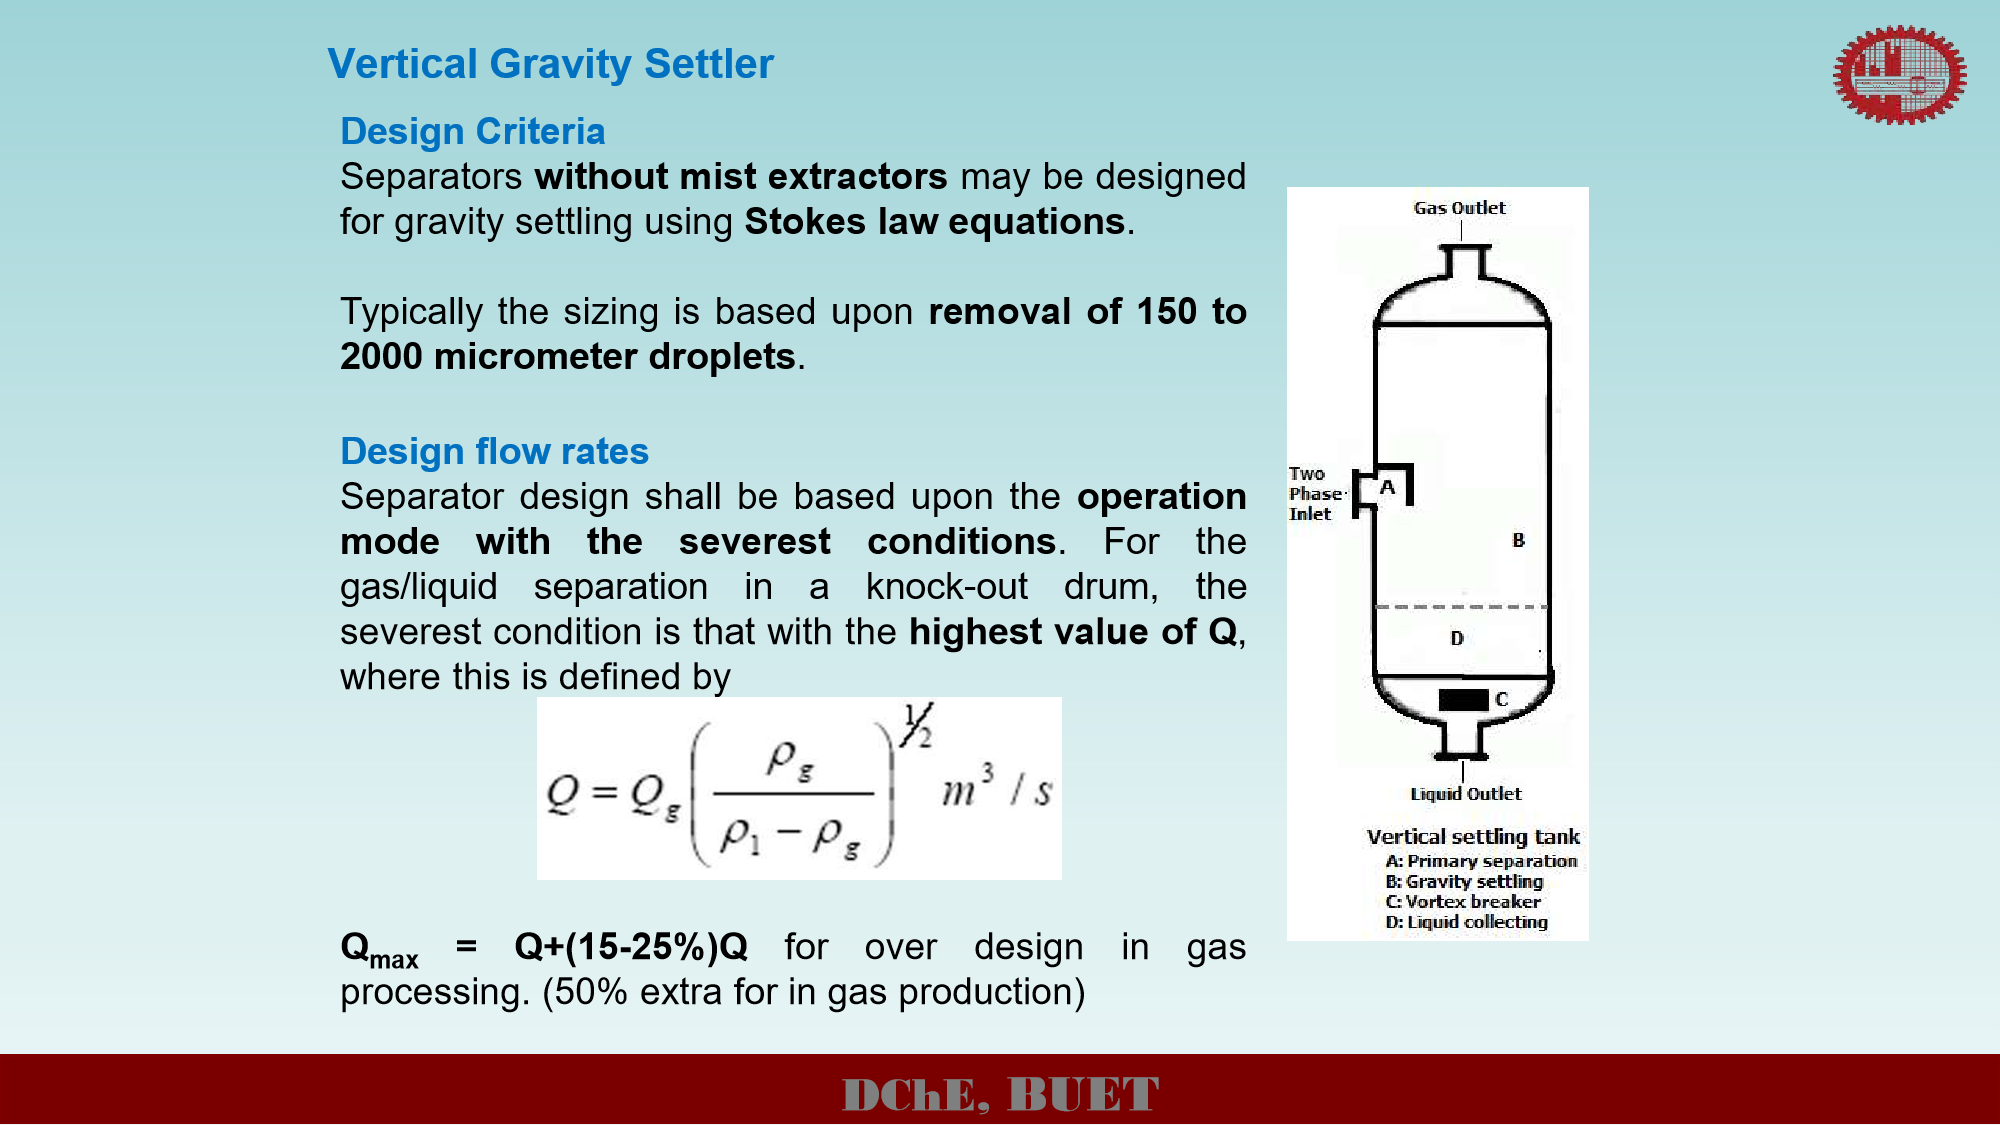 Vertical Gravity Settler
Design Criteria
Separators without mist extractors may be designed
for gravity settling using Stokes law equations.
Typically the sizing is based upon removal of 150 to
2000 micrometer droplets.
Design flow rates
Separator design shall be based upon the operation
mode with the severest conditions. For the
gas/liquid separation in a knock-out drum, the
severest condition is that with the highest value of Q,
where this is defined by
Q = Q_g (ρ_g / (ρ_1 − ρ_g))^1/2 m³ / s
Q_max = Q+(15-25%)Q for over design in gas
processing. (50% extra for in gas production)
Gas Outlet
Two
Phase
Inlet
A
B
D
C
Liquid Outlet
Vertical settling tank
A: Primary separation
B: Gravity settling
C: Vortex breaker
D: Liquid collecting
DChE, BUET